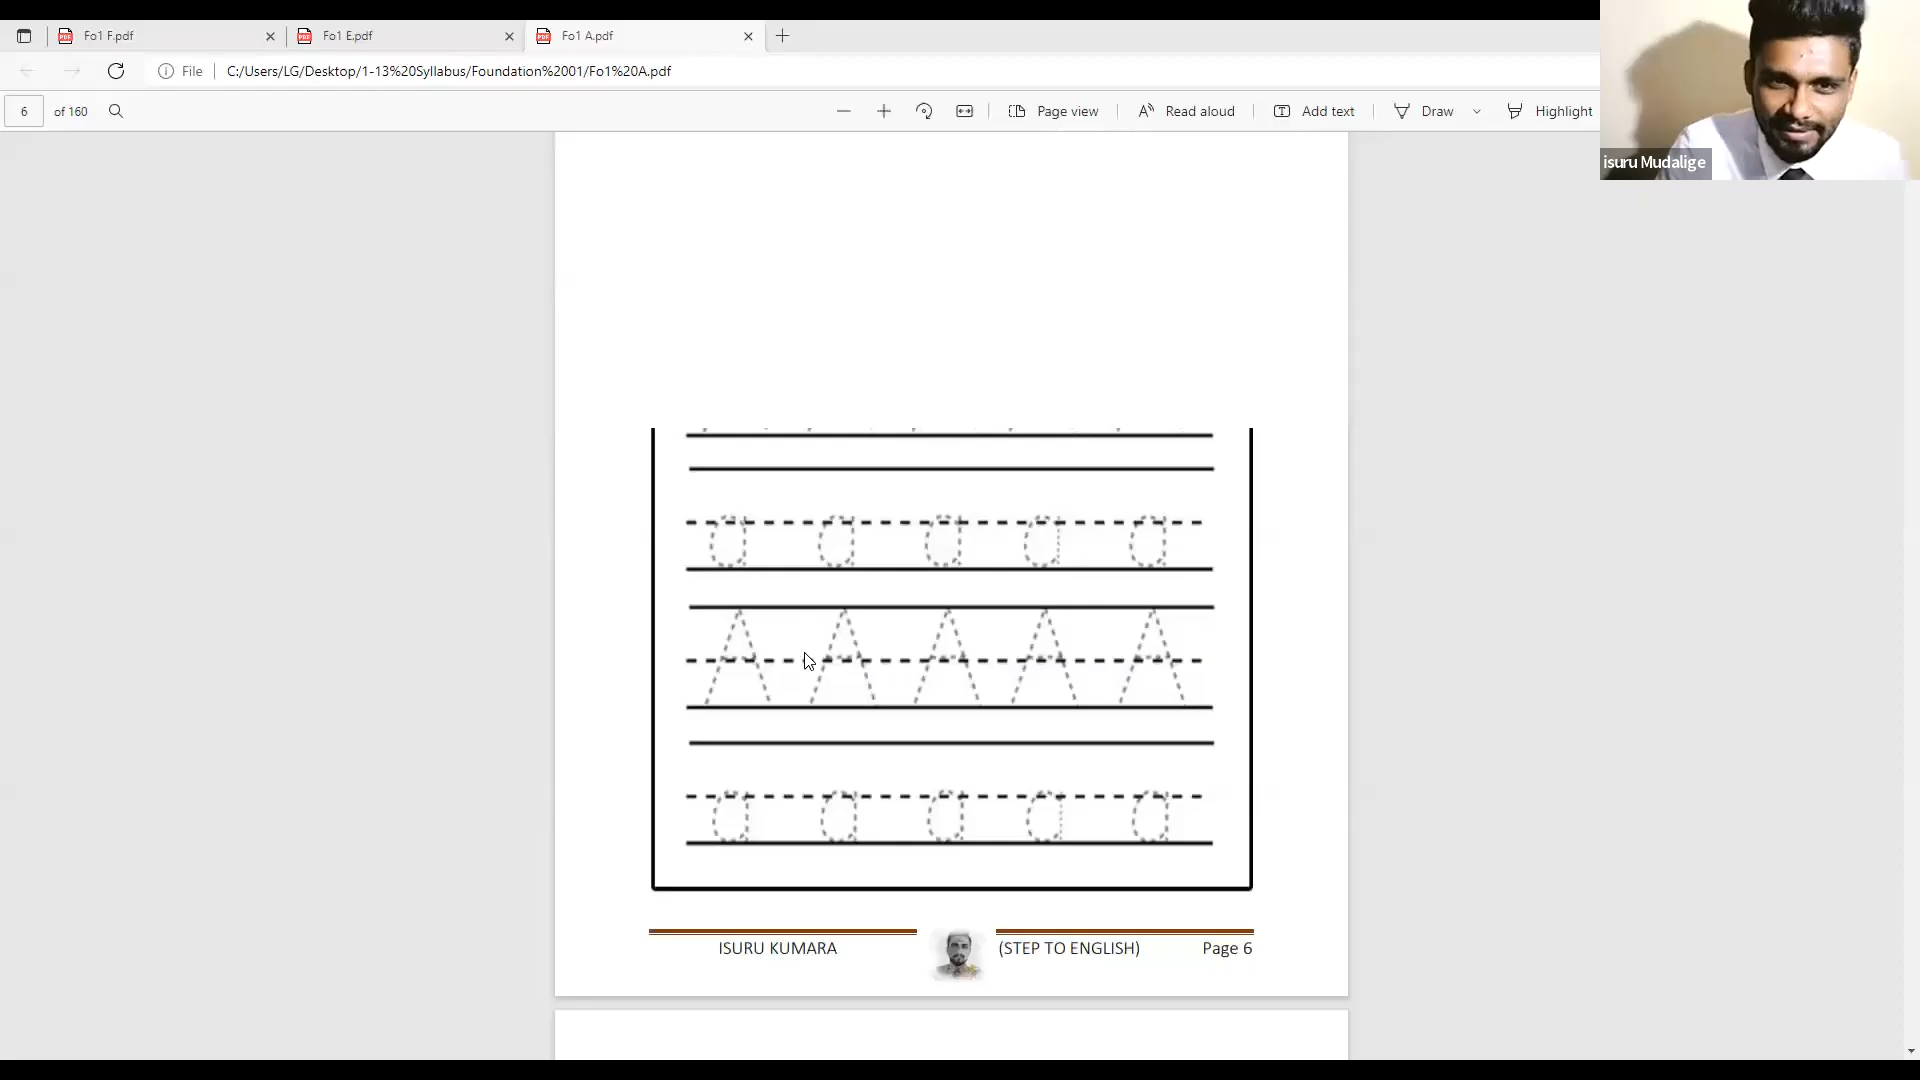 Fo1 F.pdf
Fo1 E.pdf
Fo1 A.pdf
File
C:/Users/LG/Desktop/1-13%20Syllabus/Foundation%2001/Fo1%20A.pdf
6 of 160
Page view
Read aloud
Add text
Draw
Highlight
isuru Mudalige
a a a a a
A A A A A
a a a a a
ISURU KUMARA
(STEP TO ENGLISH)
Page 6